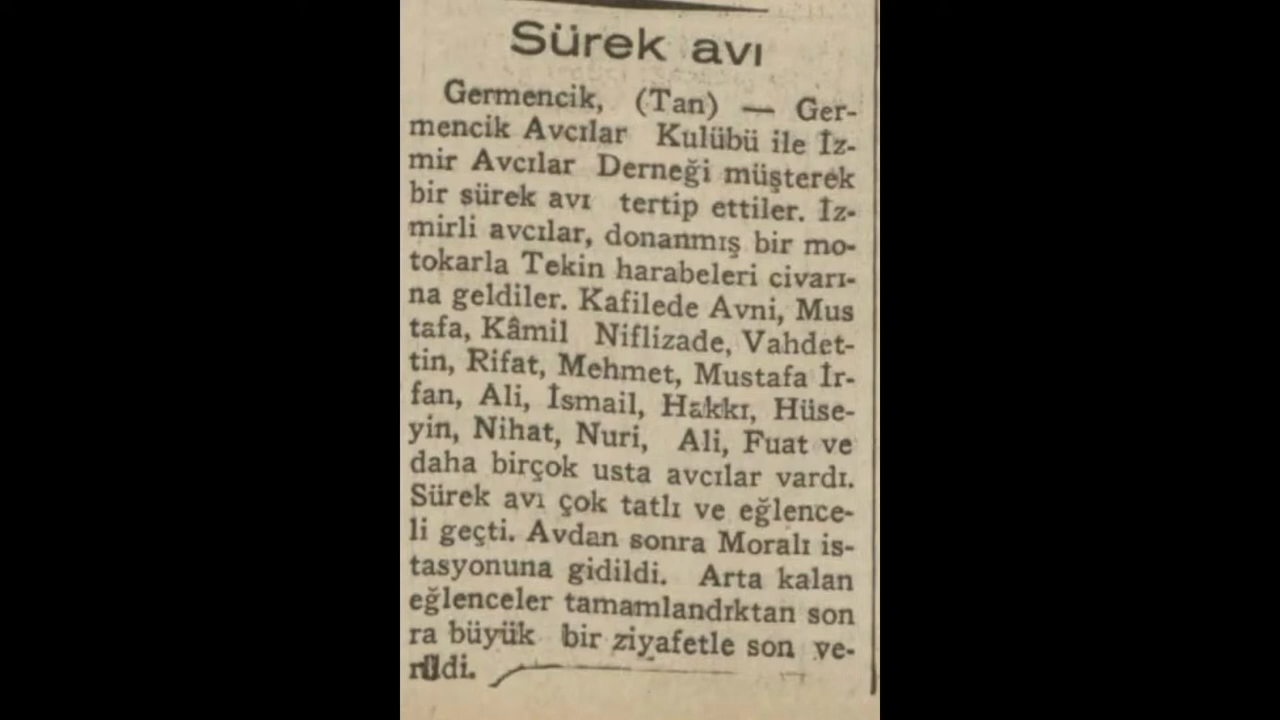 Sürek avı
Germencik, (Tan) — Ger-
mencik Avcılar Kulübü ile İz-
mir Avcılar Derneği müşterek
bir sürek avı tertip ettiler. İz-
mirli avcılar, donanmış bir mo-
tokarla Tekin harabeleri civarı-
na geldiler. Kafilede Avni, Mus
tafa, Kâmil Niflizade, Vahdet-
tin, Rifat, Mehmet, Mustafa İr-
fan, Ali, İsmail, Hakkı, Hüse-
yin, Nihat, Nuri, Ali, Fuat ve
daha birçok usta avcılar vardı.
Sürek avı çok tatlı ve eğlence-
li geçti. Avdan sonra Moralı is-
tasyonuna gidildi. Arta kalan
eğlenceler tamamlandıktan son
ra büyük bir ziyafetle son ve-
rildi.